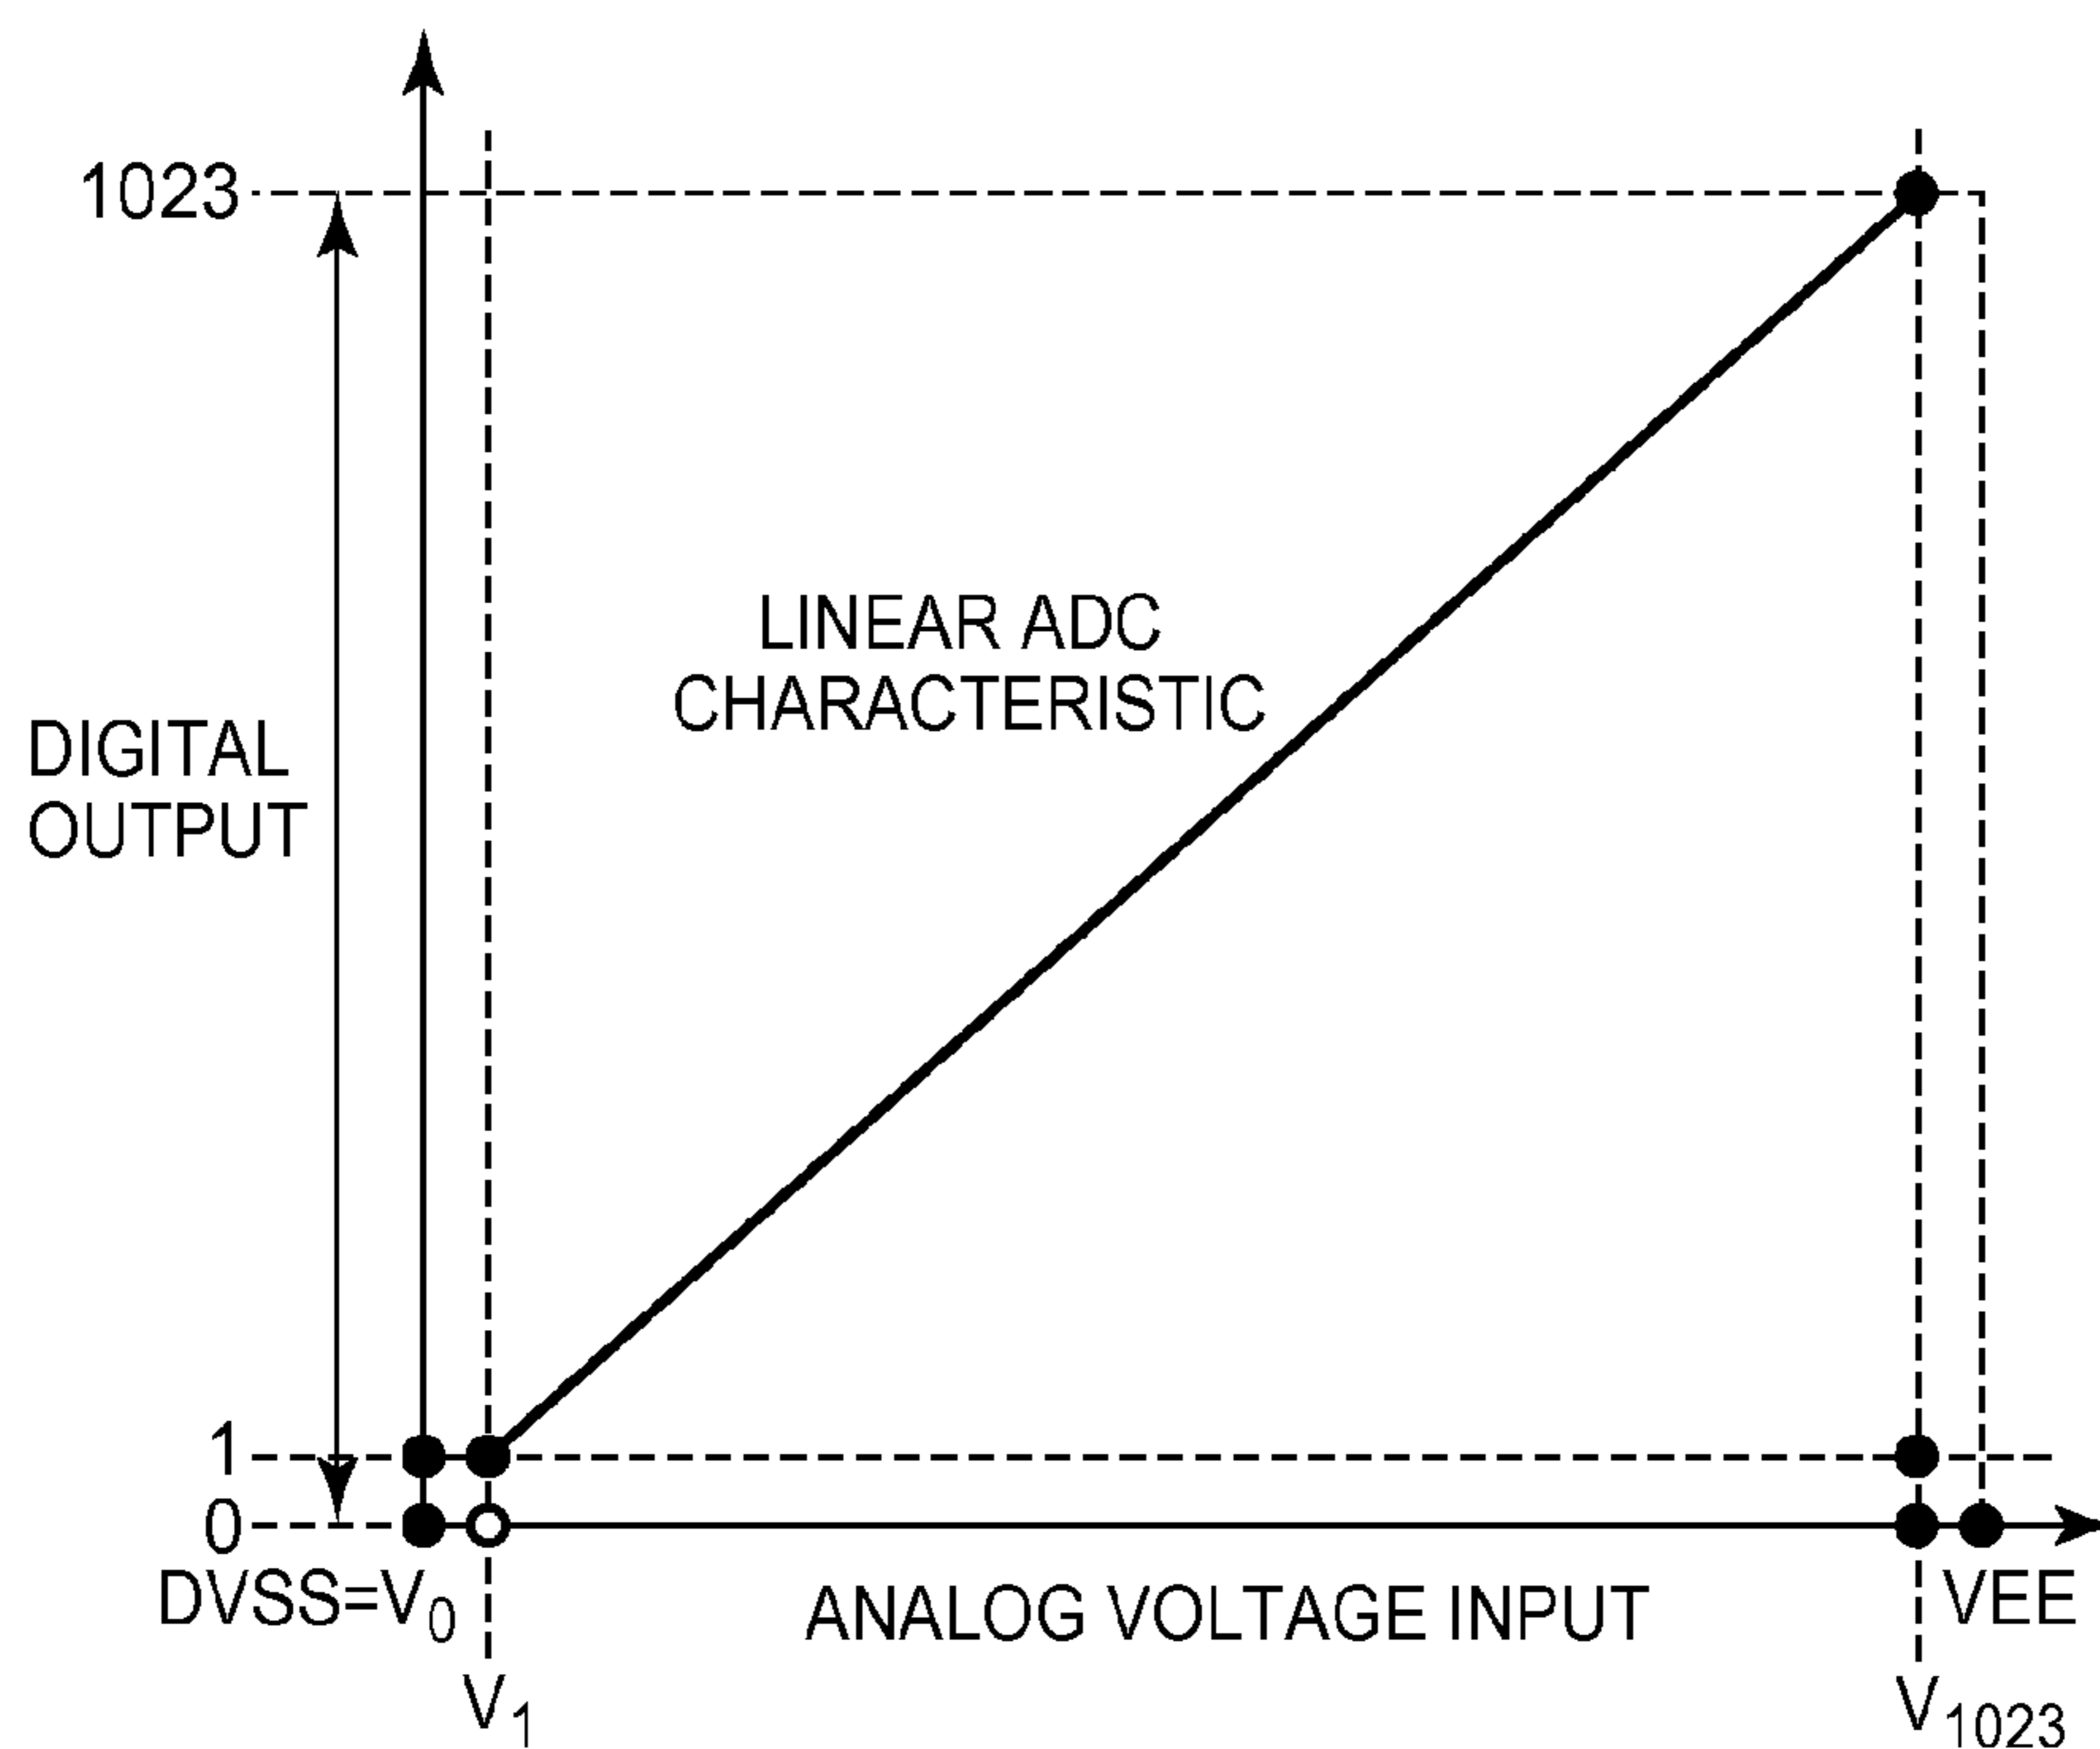 1023
LINEAR ADC
CHARACTERISTIC
DIGITAL
OUTPUT
1
0
DVSS=V0
ANALOG VOLTAGE INPUT
VEE
V1
V1023